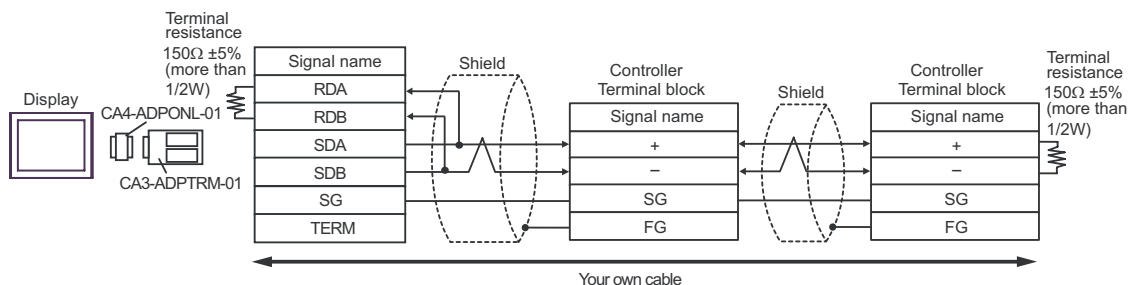 Terminal
resistance
150Ω ±5%
(more than
1/2W)
Display
CA4-ADPONL-01
CA3-ADPTRM-01
Signal name
RDA
RDB
SDA
SDB
SG
TERM
Shield
Controller
Terminal block
Signal name
+
–
SG
FG
Shield
Controller
Terminal block
Signal name
+
–
SG
FG
Terminal
resistance
150Ω ±5%
(more than
1/2W)
Your own cable